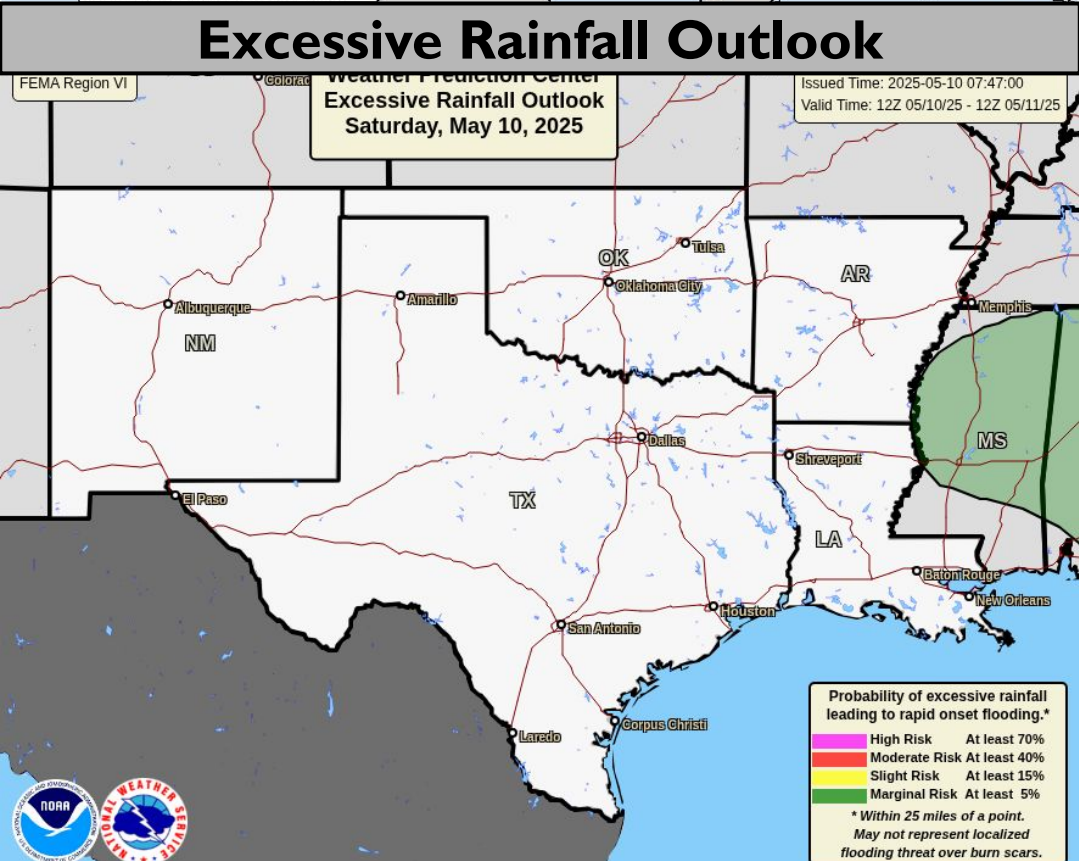 Excessive Rainfall Outlook
FEMA Region VI
Weather Prediction Center
Excessive Rainfall Outlook
Saturday, May 10, 2025
Issued Time: 2025-05-10 07:47:00
Valid Time: 12Z 05/10/25 - 12Z 05/11/25
Colorad
Tulsa
OK
Oklahoma City
AR
Albuquerque
Amarillo
Memphis
NM
Dallas
MS
Shreveport
El Paso
TX
LA
Baton Rouge
New Orleans
Houston
San Antonio
Corpus Christi
Laredo
Probability of excessive rainfall
leading to rapid onset flooding.*
High Risk At least 70%
Moderate Risk At least 40%
Slight Risk At least 15%
Marginal Risk At least 5%
* Within 25 miles of a point.
May not represent localized
flooding threat over burn scars.
NOAA
NATIONAL WEATHER SERVICE